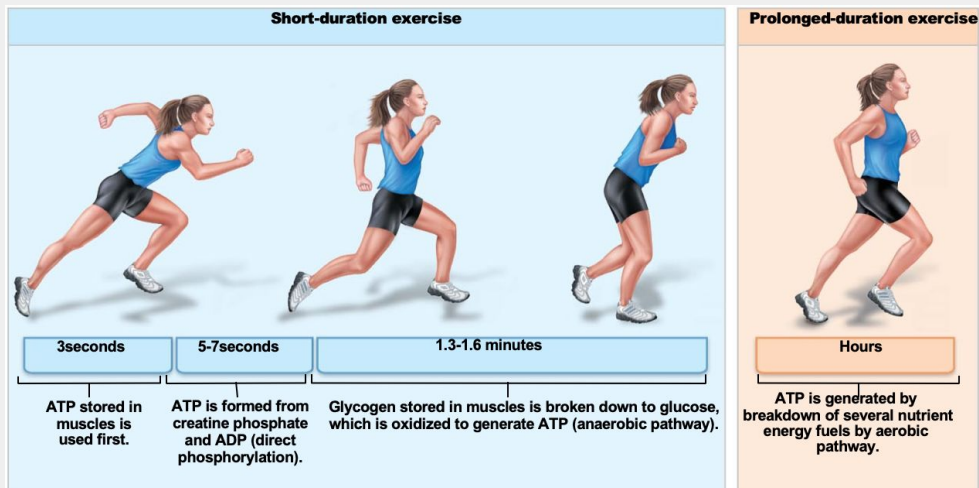 Short-duration exercise
Prolonged-duration exercise
3seconds
5-7seconds
1.3-1.6 minutes
Hours
ATP stored in
muscles is
used first.
ATP is formed from
creatine phosphate
and ADP (direct
phosphorylation).
Glycogen stored in muscles is broken down to glucose,
which is oxidized to generate ATP (anaerobic pathway).
ATP is generated by
breakdown of several nutrient
energy fuels by aerobic
pathway.